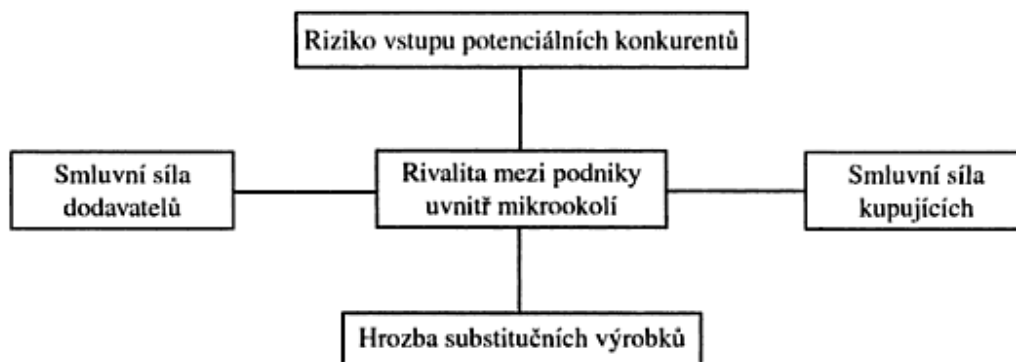 Riziko vstupu potenciálních konkurentů
Smluvní síla
dodavatelů
Rivalita mezi podniky
uvnitř mikrookolí
Smluvní síla
kupujících
Hrozba substitučních výrobků